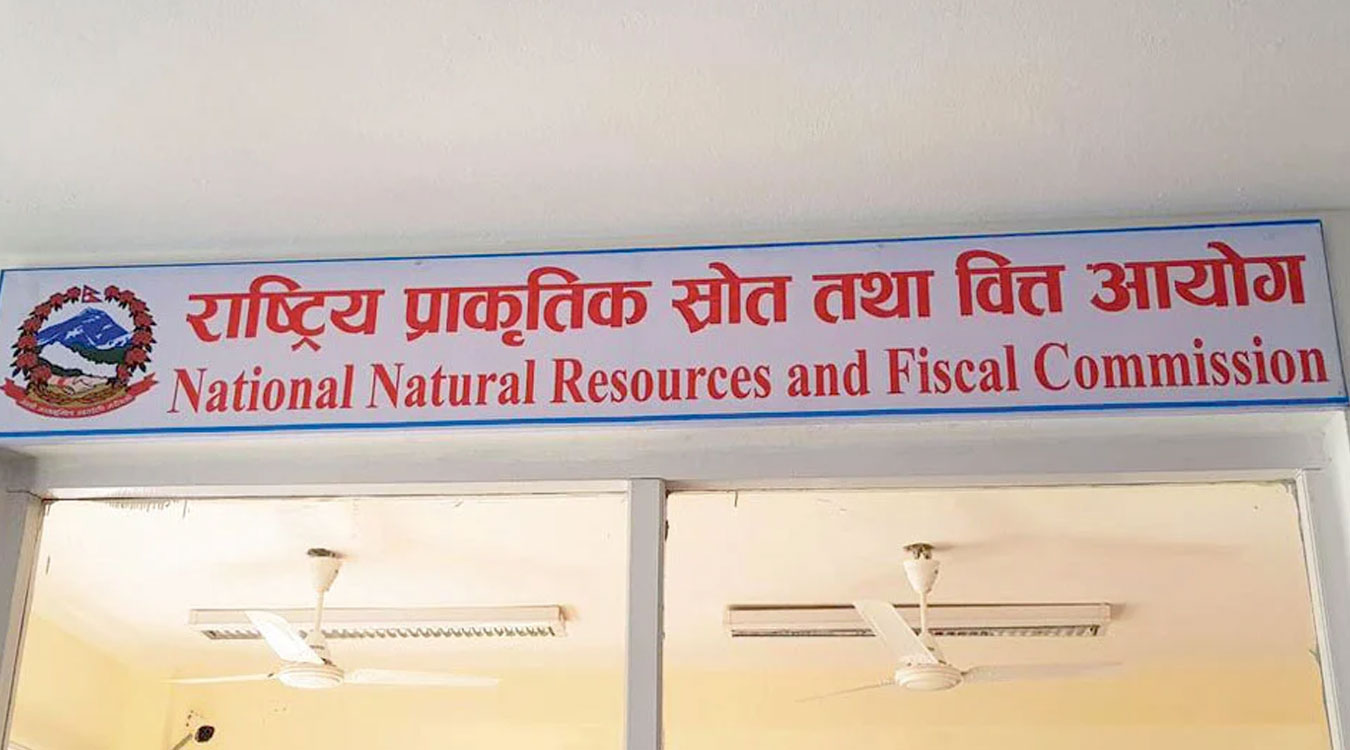 राष्ट्रिय प्राकृतिक स्रोत तथा वित्त आयोग
National Natural Resources and Fiscal Commission